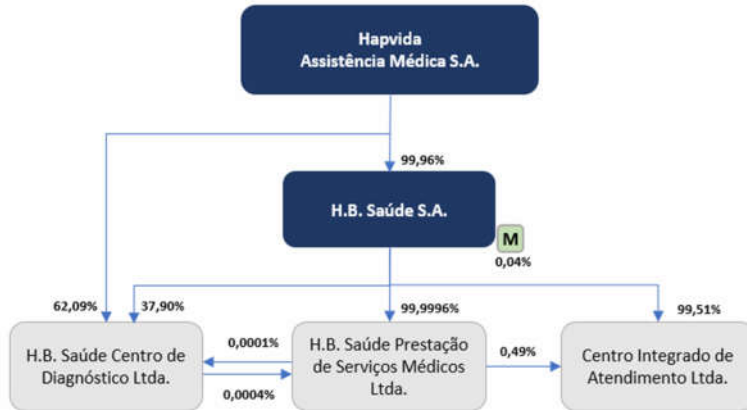 Hapvida
Assistência Médica S.A.
99,96%
H.B. Saúde S.A.
M
0,04%
62,09%
37,90%
99,9996%
99,51%
H.B. Saúde Centro de
Diagnóstico Ltda.
0,0001%
0,0004%
H.B. Saúde Prestação
de Serviços Médicos
Ltda.
0,49%
Centro Integrado de
Atendimento Ltda.